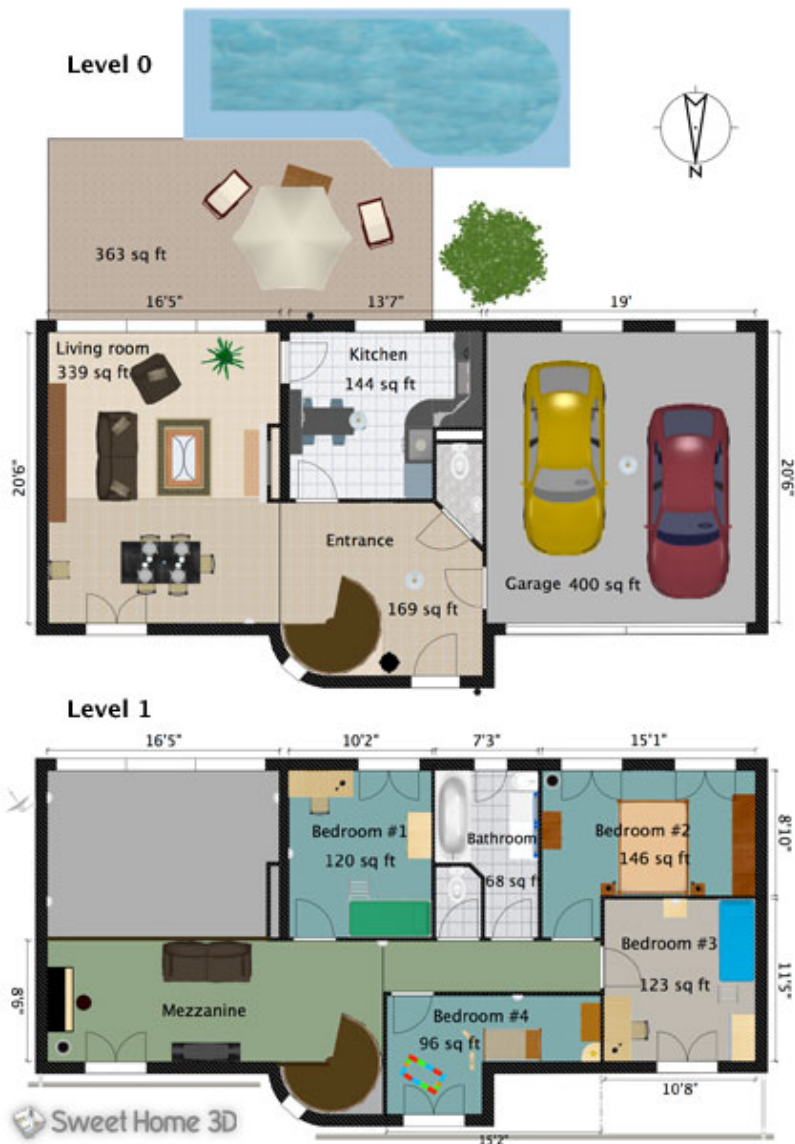 Level 0
N
363 sq ft
16'5"
13'7"
19'
Living room
339 sq ft
Kitchen
144 sq ft
20'6"
20'6"
Entrance
169 sq ft
Garage 400 sq ft
Level 1
16'5"
10'2"
7'3"
15'1"
Bedroom #1
120 sq ft
Bathroom
68 sq ft
Bedroom #2
146 sq ft
8'10"
Bedroom #3
123 sq ft
11'5"
8'6"
Mezzanine
Bedroom #4
96 sq ft
10'8"
15'2"
Sweet Home 3D